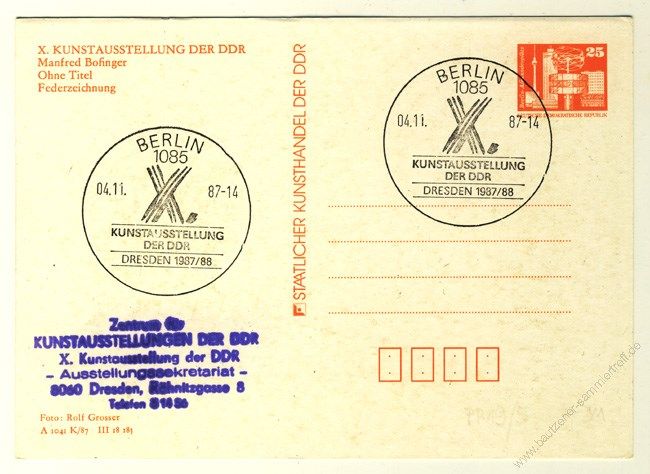 X. KUNSTAUSSTELLUNG DER DDR
Manfred Bofinger
Ohne Titel
Federzeichnung
BERLIN
1085
04.11. 87-14
X.
KUNSTAUSSTELLUNG
DER DDR
DRESDEN 1987/88
Zentrum für
KUNSTAUSSTELLUNGEN DER DDR
X. Kunstausstellung der DDR
- Ausstellungssekretariat -
8060 Dresden, Rähnitzgasse 8
Telefon 51456
Foto: Rolf Grosser
A 1041 K/87 III 18 185
STAATLICHER KUNSTHANDEL DER DDR
25
DEUTSCHE DEMOKRATISCHE REPUBLIK
BERLIN
1085
04.11. 87-14
X.
KUNSTAUSSTELLUNG
DER DDR
DRESDEN 1987/88
www.bautzener-sammlertreff.de